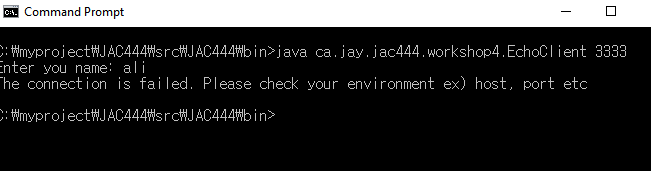 Command Prompt
C:₩myproject₩JAC444₩src₩JAC444₩bin>java ca.jay.jac444.workshop4.EchoClient 3333
Enter you name: ali
The connection is failed. Please check your environment ex) host, port etc
C:₩myproject₩JAC444₩src₩JAC444₩bin>